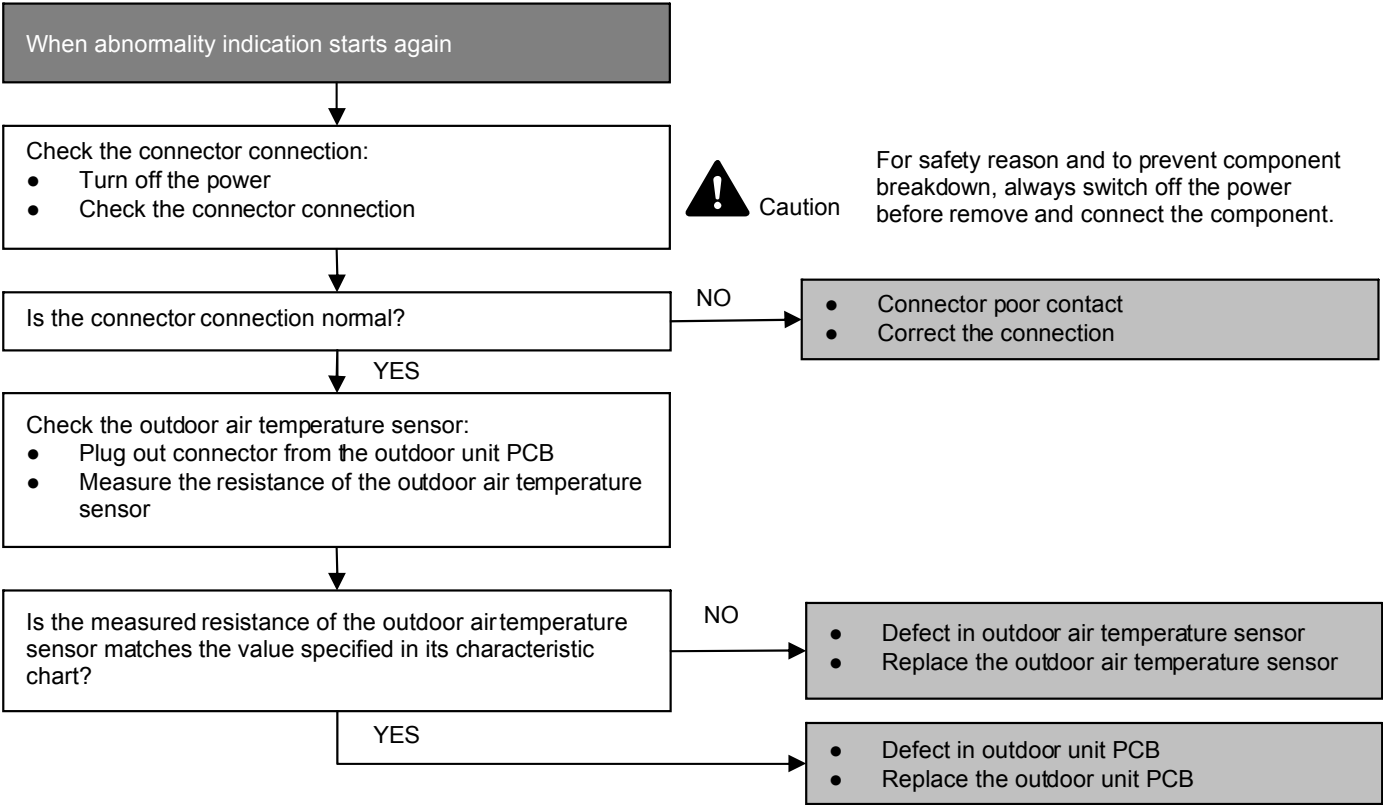 When abnormality indication starts again
Check the connector connection:
● Turn off the power
● Check the connector connection
Caution
For safety reason and to prevent component
breakdown, always switch off the power
before remove and connect the component.
Is the connector connection normal?
NO
● Connector poor contact
● Correct the connection
YES
Check the outdoor air temperature sensor:
● Plug out connector from the outdoor unit PCB
● Measure the resistance of the outdoor air temperature
sensor
Is the measured resistance of the outdoor air temperature
sensor matches the value specified in its characteristic
chart?
NO
● Defect in outdoor air temperature sensor
● Replace the outdoor air temperature sensor
YES
● Defect in outdoor unit PCB
● Replace the outdoor unit PCB